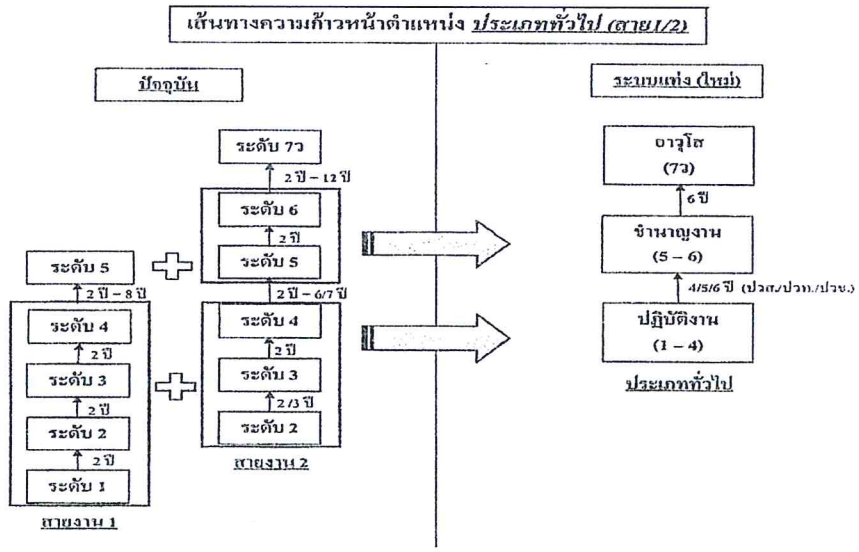 เส้นทางความก้าวหน้าตำแหน่ง ประเภททั่วไป (สาย1/2)
ปัจจุบัน
ระดับ 7ว
2 ปี – 12 ปี
ระดับ 6
2 ปี
ระดับ 5
ระดับ 5
2 ปี – 8 ปี
2 ปี – 6/7 ปี
ระดับ 4
2 ปี
ระดับ 3
2 ปี
ระดับ 2
2 ปี
ระดับ 1
สายงาน 1
ระดับ 4
2 ปี
ระดับ 3
2 /3 ปี
ระดับ 2
สายงาน 2
ระบบแท่ง (ใหม่)
อาวุโส
(7ว)
6 ปี
ชำนาญงาน
(5 – 6)
4/5/6 ปี (ปวส./ปวท./ปวช.)
ปฏิบัติงาน
(1 – 4)
ประเภททั่วไป